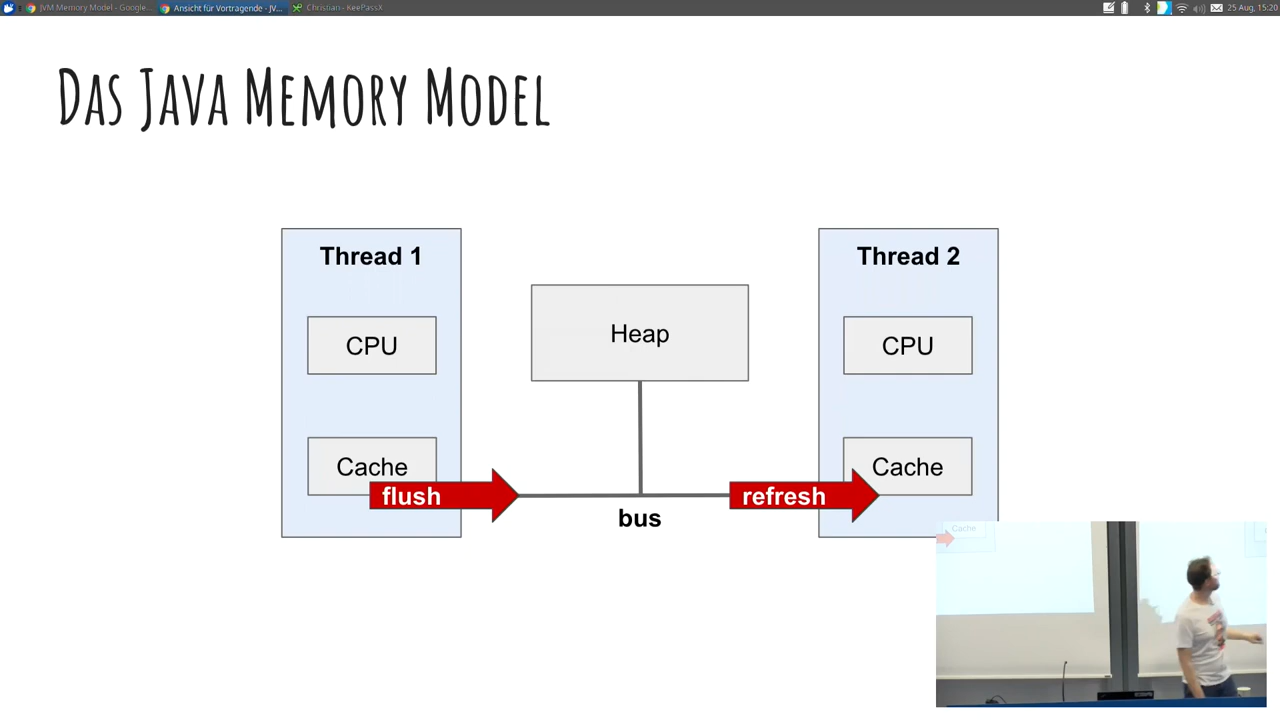 JVM Memory Model - Google...
Ansicht für Vortragende - JV...
Christian - KeePassX
25 Aug, 15:20
DAS JAVA MEMORY MODEL
Thread 1
Thread 2
CPU
Heap
CPU
Cache
Cache
flush
refresh
bus
Cache